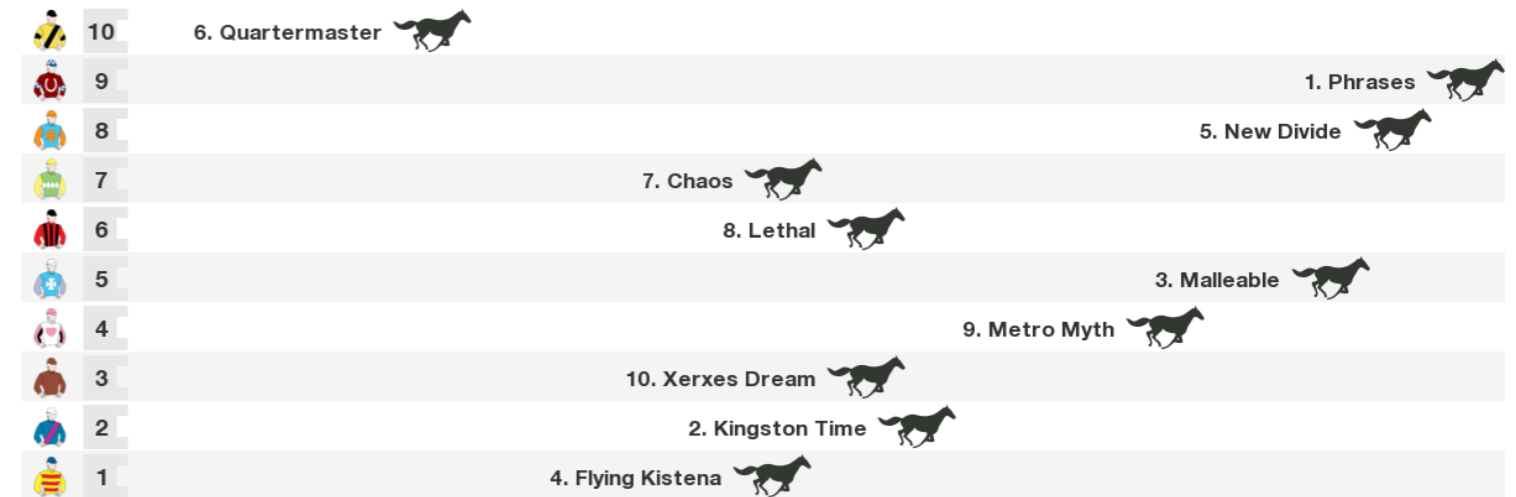 10 6. Quartermaster
9 1. Phrases
8 5. New Divide
7 7. Chaos
6 8. Lethal
5 3. Malleable
4 9. Metro Myth
3 10. Xerxes Dream
2 2. Kingston Time
1 4. Flying Kistena